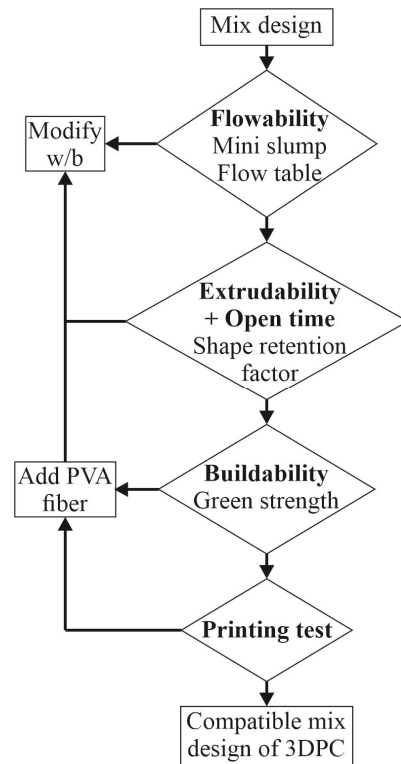 Mix design
Flowability
Mini slump
Flow table
Modify
w/b
Extrudability
+ Open time
Shape retention
factor
Buildability
Green strength
Add PVA
fiber
Printing test
Compatible mix
design of 3DPC